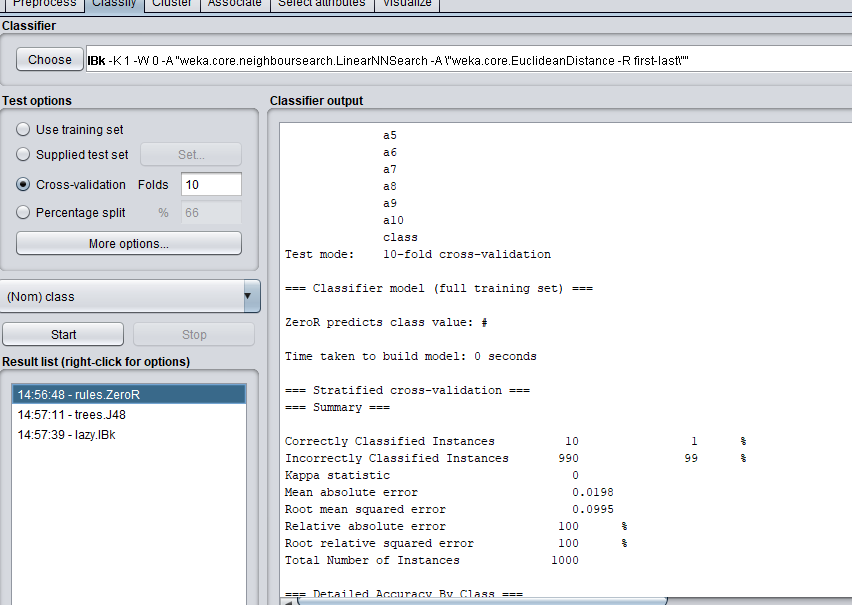 Preprocess Classify Cluster Associate Select attributes Visualize
Classifier
Choose IBk -K 1 -W 0 -A "weka.core.neighboursearch.LinearNNSearch -A \"weka.core.EuclideanDistance -R first-last\""
Test options
Use training set
Supplied test set Set...
Cross-validation Folds 10
Percentage split % 66
More options...
(Nom) class
Start Stop
Result list (right-click for options)
14:56:48 - rules.ZeroR
14:57:11 - trees.J48
14:57:39 - lazy.IBk
Classifier output
a5
a6
a7
a8
a9
a10
class
Test mode: 10-fold cross-validation
=== Classifier model (full training set) ===
ZeroR predicts class value: #
Time taken to build model: 0 seconds
=== Stratified cross-validation ===
=== Summary ===
Correctly Classified Instances 10 1 %
Incorrectly Classified Instances 990 99 %
Kappa statistic 0
Mean absolute error 0.0198
Root mean squared error 0.0995
Relative absolute error 100 %
Root relative squared error 100 %
Total Number of Instances 1000
=== Detailed Accuracy By Class ===